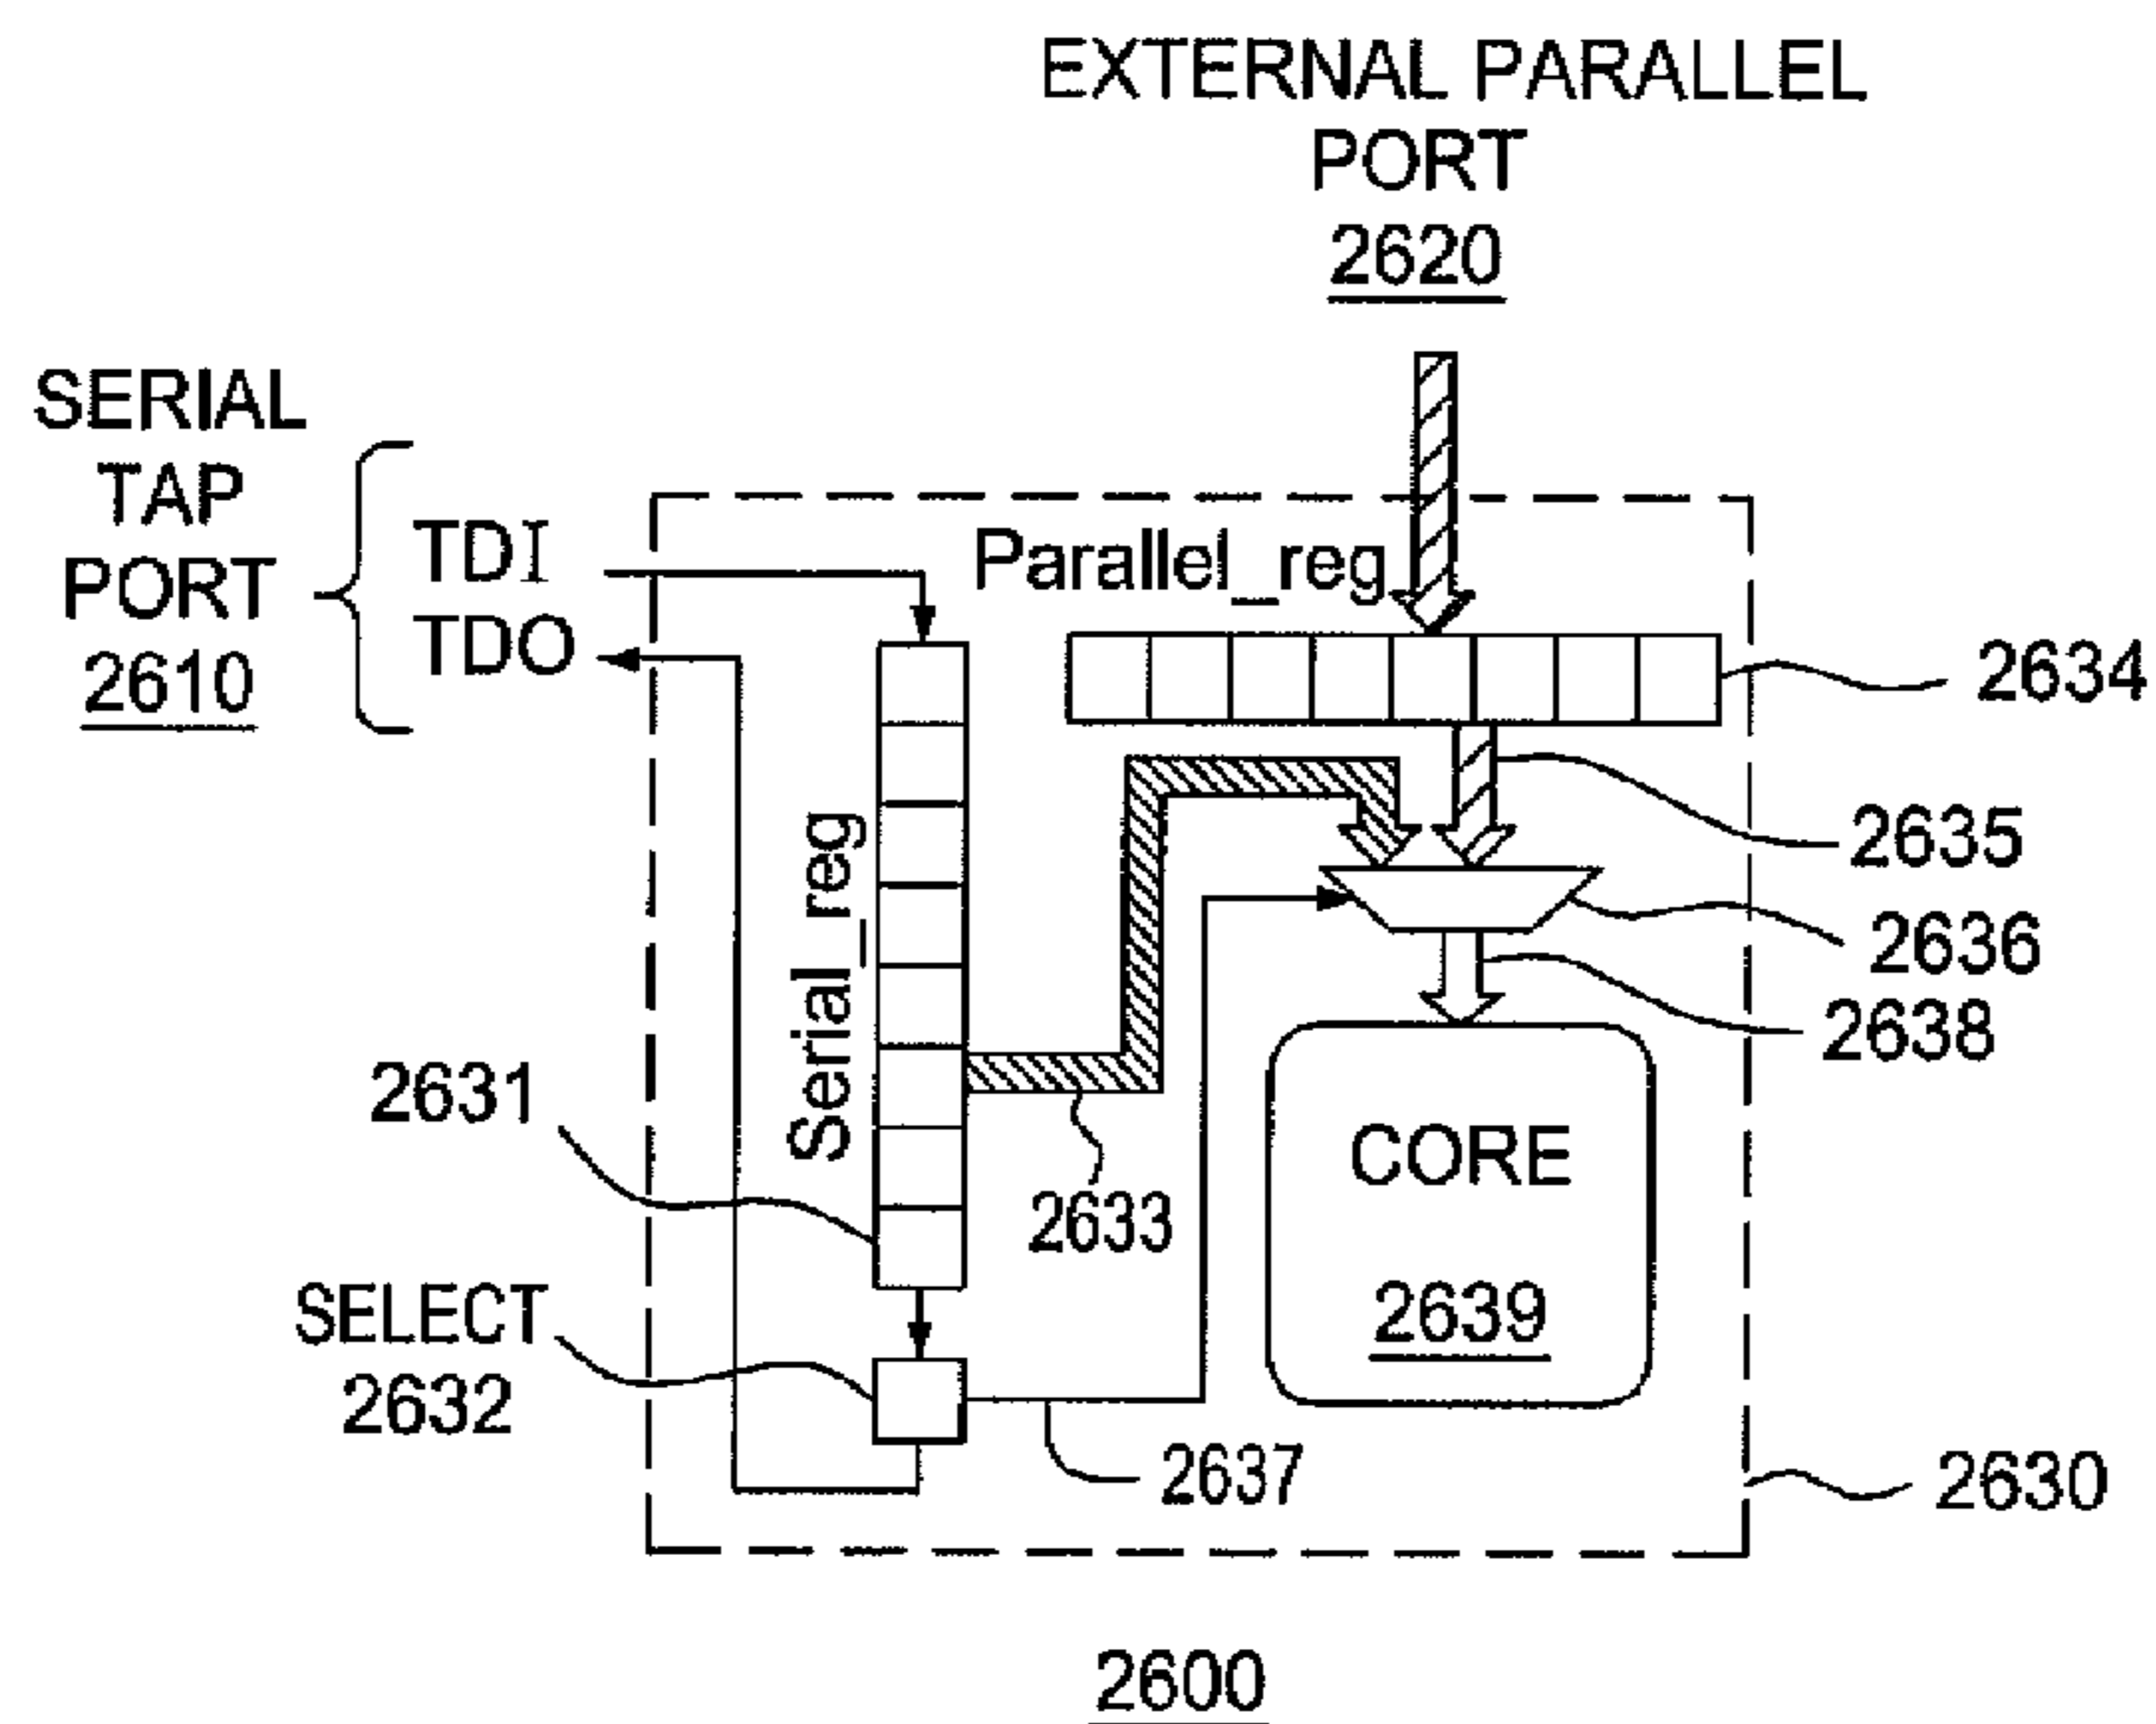 EXTERNAL PARALLEL
PORT
2620
SERIAL
TAP
PORT
2610
TDI
TDO
Parallel_reg
2634
2635
2636
2638
Serial_reg
2631
2633
CORE
2639
SELECT
2632
2637
2630
2600